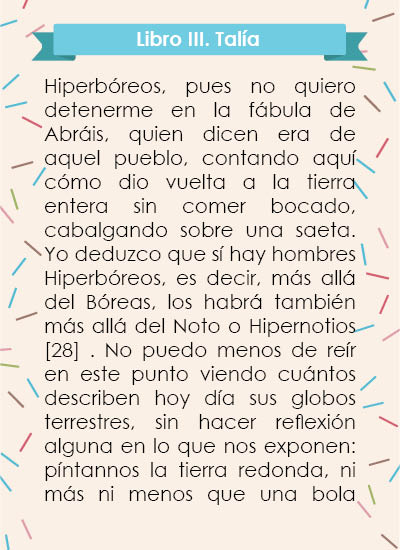 Libro III. Talía
Hiperbóreos, pues no quiero
detenerme en la fábula de
Abráis, quien dicen era de
aquel pueblo, contando aquí
cómo dio vuelta a la tierra
entera sin comer bocado,
cabalgando sobre una saeta.
Yo deduzco que sí hay hombres
Hiperbóreos, es decir, más allá
del Bóreas, los habrá también
más allá del Noto o Hipernotios
[28] . No puedo menos de reír
en este punto viendo cuántos
describen hoy día sus globos
terrestres, sin hacer reflexión
alguna en lo que nos exponen:
píntannos la tierra redonda, ni
más ni menos que una bola